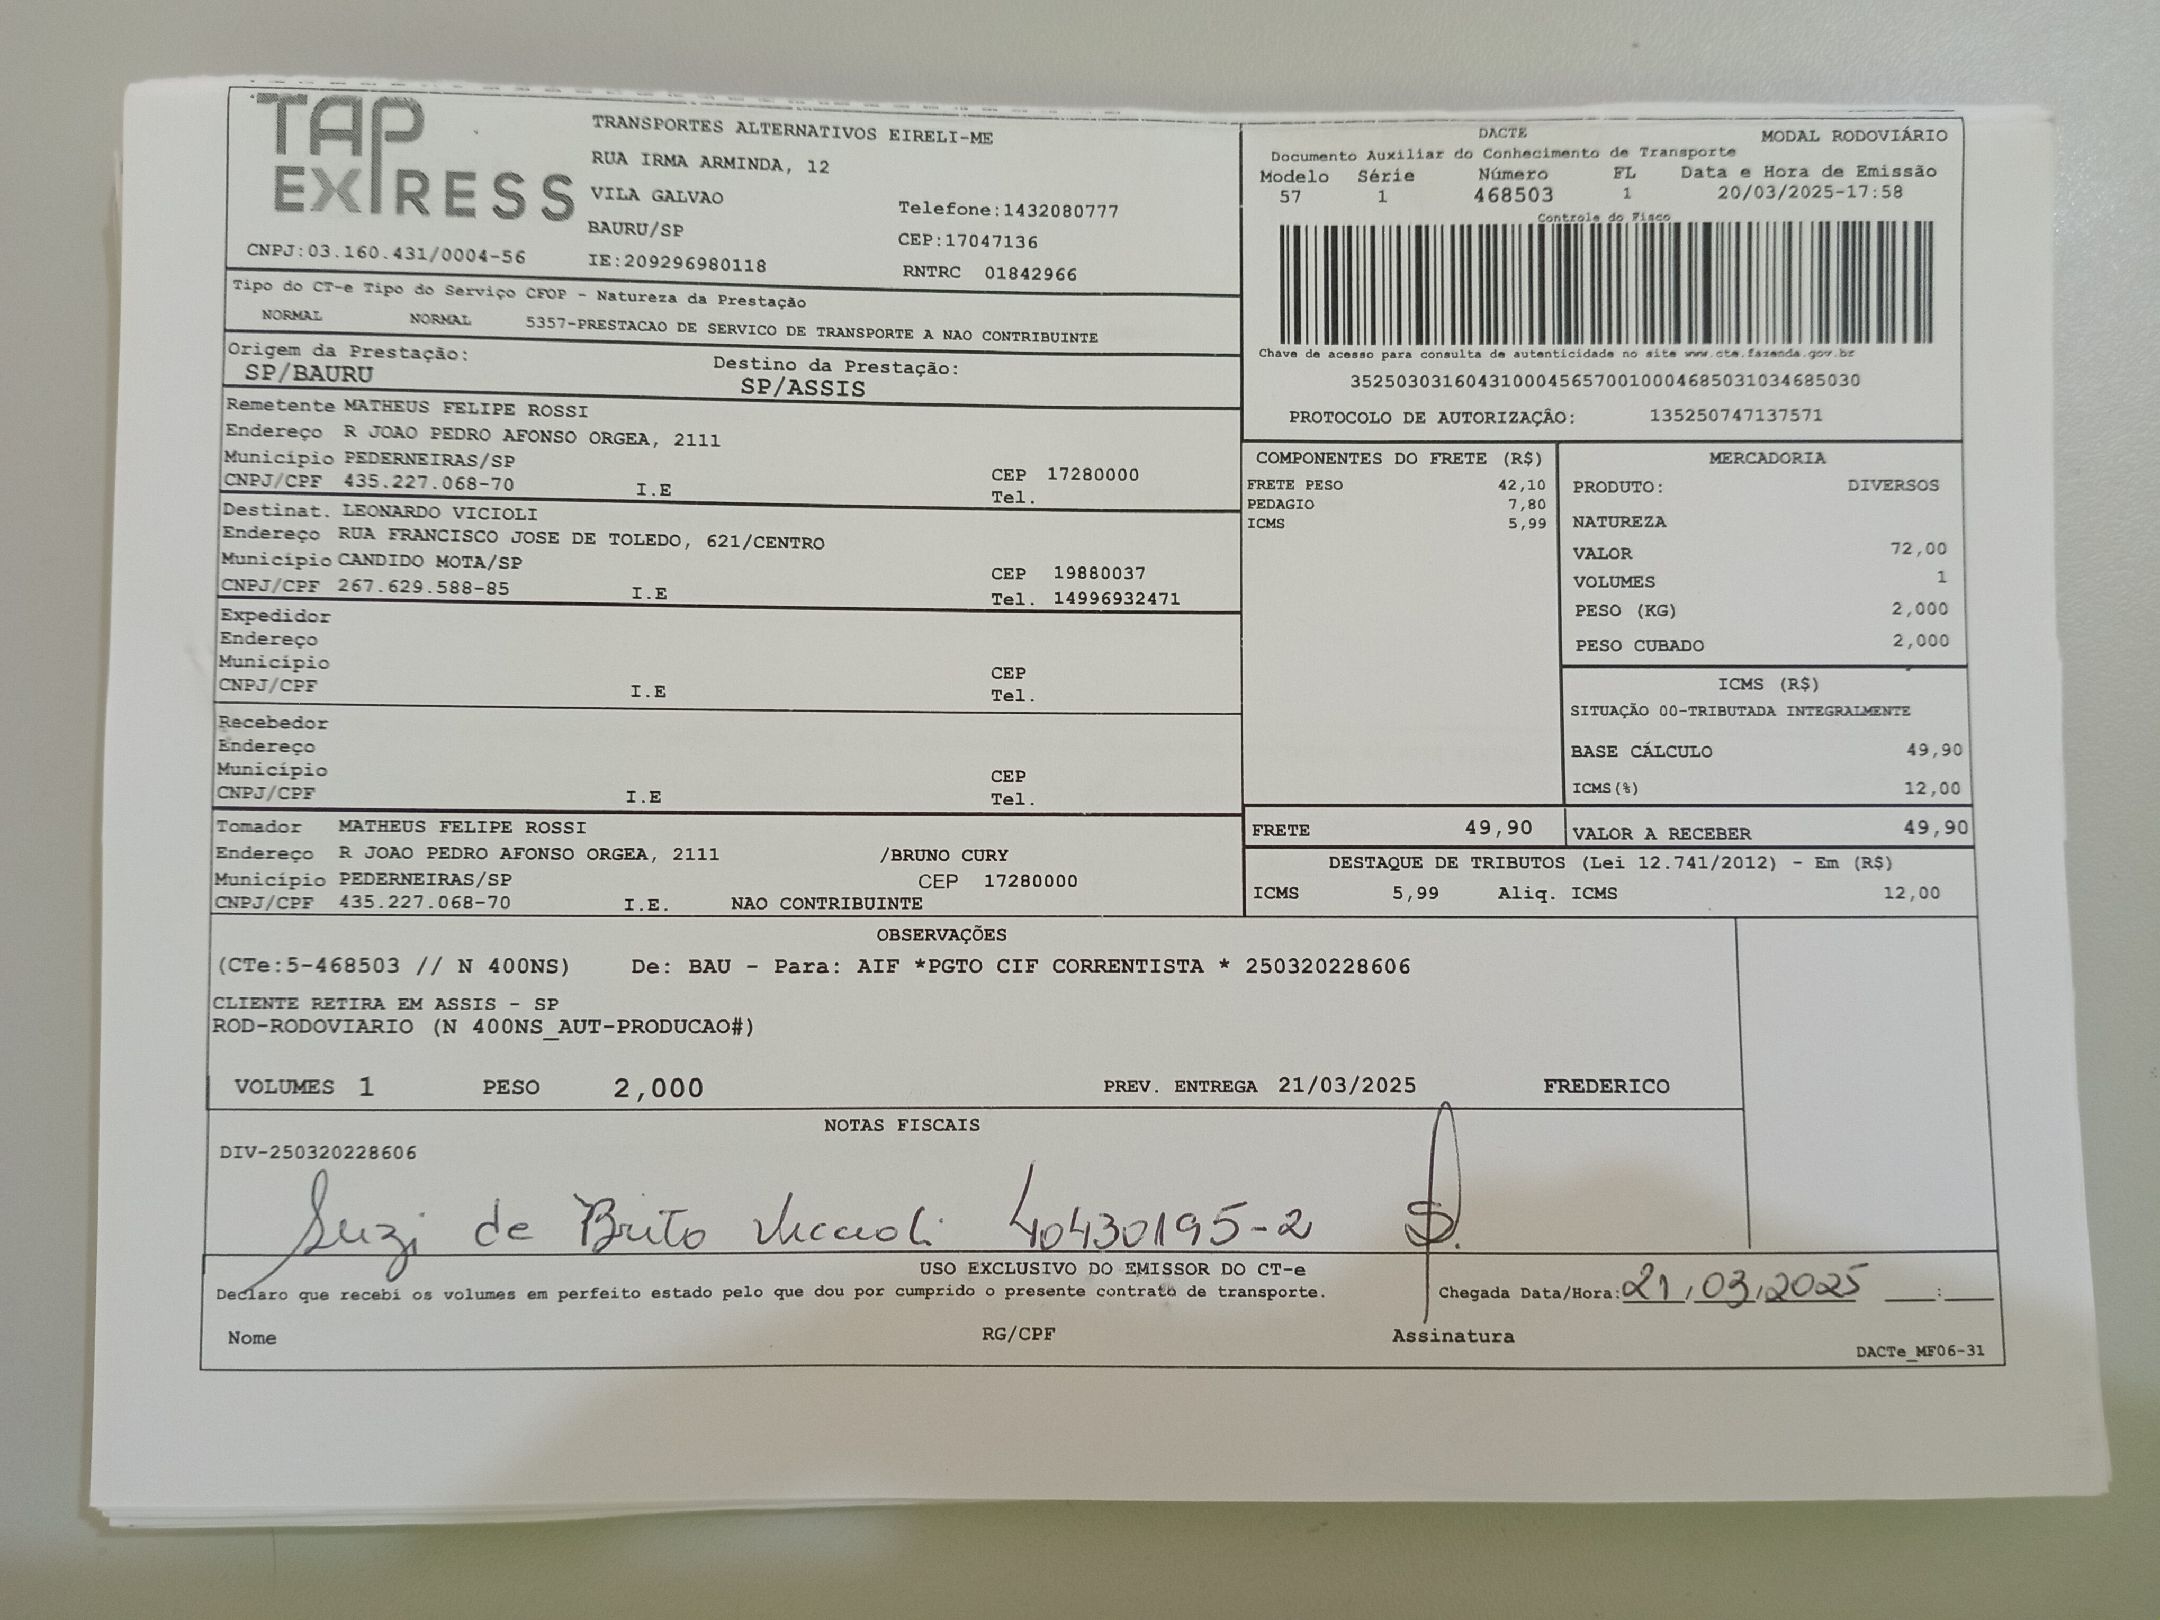 TAP EXPRESS
CNPJ:03.160.431/0004-56
TRANSPORTES ALTERNATIVOS EIRELI-ME
RUA IRMA ARMINDA, 12
VILA GALVAO
BAURU/SP
IE:209296980118
Telefone:1432080777
CEP:17047136
RNTRC 01842966
DACTE MODAL RODOVIÁRIO
Documento Auxiliar do Conhecimento de Transporte
Modelo Série Número FL Data e Hora de Emissão
57 1 468503 1 20/03/2025-17:58
Controle do Fisco
Chave de acesso para consulta de autenticidade no site www.cte.fazenda.gov.br
35250303160431000456570010004685031034685030
PROTOCOLO DE AUTORIZAÇÃO: 135250747137571
Tipo do CT-e Tipo do Serviço CFOP - Natureza da Prestação
NORMAL NORMAL 5357-PRESTACAO DE SERVICO DE TRANSPORTE A NAO CONTRIBUINTE
Origem da Prestação: Destino da Prestação:
SP/BAURU SP/ASSIS
Remetente MATHEUS FELIPE ROSSI
Endereço R JOAO PEDRO AFONSO ORGEA, 2111
Município PEDERNEIRAS/SP CEP 17280000
CNPJ/CPF 435.227.068-70 I.E Tel.
Destinat. LEONARDO VICIOLI
Endereço RUA FRANCISCO JOSE DE TOLEDO, 621/CENTRO
Município CANDIDO MOTA/SP CEP 19880037
CNPJ/CPF 267.629.588-85 I.E Tel. 14996932471
Expedidor
Endereço
Município CEP
CNPJ/CPF I.E Tel.
Recebedor
Endereço
Município CEP
CNPJ/CPF I.E Tel.
Tomador MATHEUS FELIPE ROSSI
Endereço R JOAO PEDRO AFONSO ORGEA, 2111 /BRUNO CURY
Município PEDERNEIRAS/SP CEP 17280000
CNPJ/CPF 435.227.068-70 I.E. NAO CONTRIBUINTE
COMPONENTES DO FRETE (R$)
FRETE PESO 42,10
PEDAGIO 7,80
ICMS 5,99
MERCADORIA
PRODUTO: DIVERSOS
NATUREZA
VALOR 72,00
VOLUMES 1
PESO (KG) 2,000
PESO CUBADO 2,000
ICMS (R$)
SITUAÇÃO 00-TRIBUTADA INTEGRALMENTE
BASE CÁLCULO 49,90
ICMS(%) 12,00
FRETE 49,90 VALOR A RECEBER 49,90
DESTAQUE DE TRIBUTOS (Lei 12.741/2012) - Em (R$)
ICMS 5,99 Aliq. ICMS 12,00
OBSERVAÇÕES
(CTe:5-468503 // N 400NS) De: BAU - Para: AIF *PGTO CIF CORRENTISTA * 250320228606
CLIENTE RETIRA EM ASSIS - SP
ROD-RODOVIARIO (N 400NS_AUT-PRODUCAO#)
VOLUMES 1 PESO 2,000 PREV. ENTREGA 21/03/2025 FREDERICO
NOTAS FISCAIS
DIV-250320228606
Suzi de Brito 40430195-2
USO EXCLUSIVO DO EMISSOR DO CT-e
Declaro que recebi os volumes em perfeito estado pelo que dou por cumprido o presente contrato de transporte. Chegada Data/Hora: 21/03/2025 __:__
Nome RG/CPF Assinatura
DACTe_MF06-31